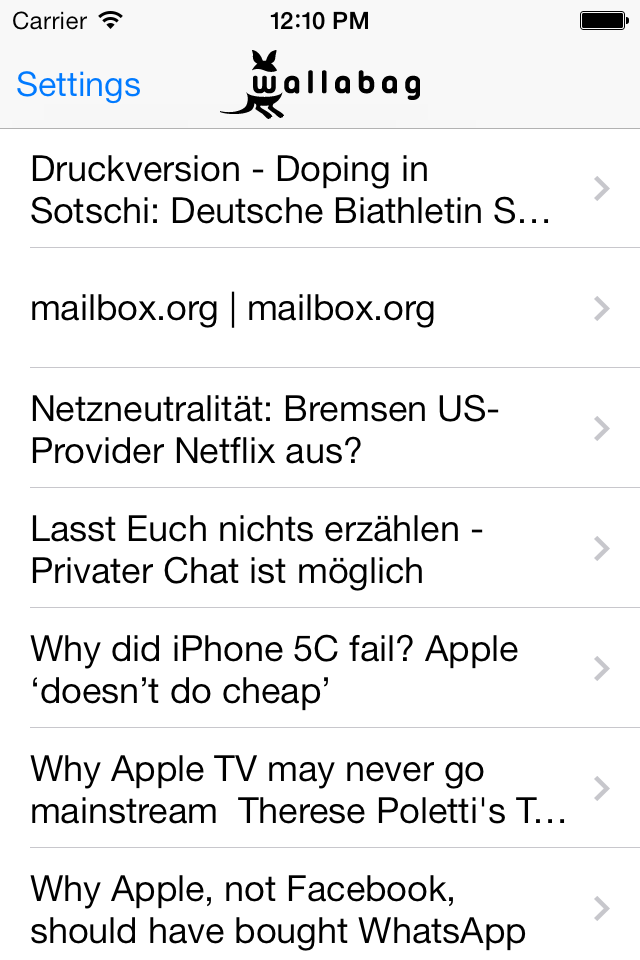 Carrier 12:10 PM
Settings wallabag
Druckversion - Doping in
Sotschi: Deutsche Biathletin S...
mailbox.org | mailbox.org
Netzneutralität: Bremsen US-
Provider Netflix aus?
Lasst Euch nichts erzählen -
Privater Chat ist möglich
Why did iPhone 5C fail? Apple
‘doesn’t do cheap’
Why Apple TV may never go
mainstream  Therese Poletti's T...
Why Apple, not Facebook,
should have bought WhatsApp